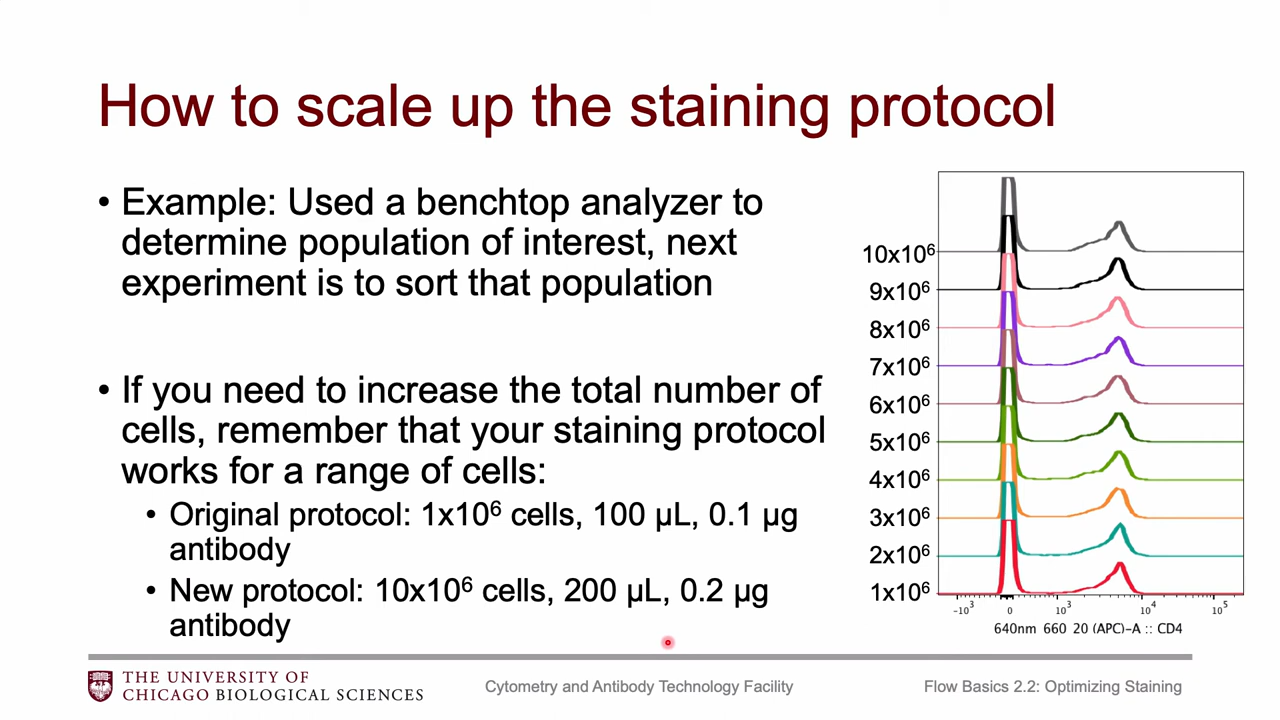 How to scale up the staining protocol
• Example: Used a benchtop analyzer to
determine population of interest, next
experiment is to sort that population
• If you need to increase the total number of
cells, remember that your staining protocol
works for a range of cells:
• Original protocol: 1x10⁶ cells, 100 µL, 0.1 µg
antibody
• New protocol: 10x10⁶ cells, 200 µL, 0.2 µg
antibody
10x10⁶
9x10⁶
8x10⁶
7x10⁶
6x10⁶
5x10⁶
4x10⁶
3x10⁶
2x10⁶
1x10⁶
-10³ 0 10³ 10⁴ 10⁵
640nm_660_20 (APC)-A :: CD4
THE UNIVERSITY OF
CHICAGO BIOLOGICAL SCIENCES
Cytometry and Antibody Technology Facility
Flow Basics 2.2: Optimizing Staining